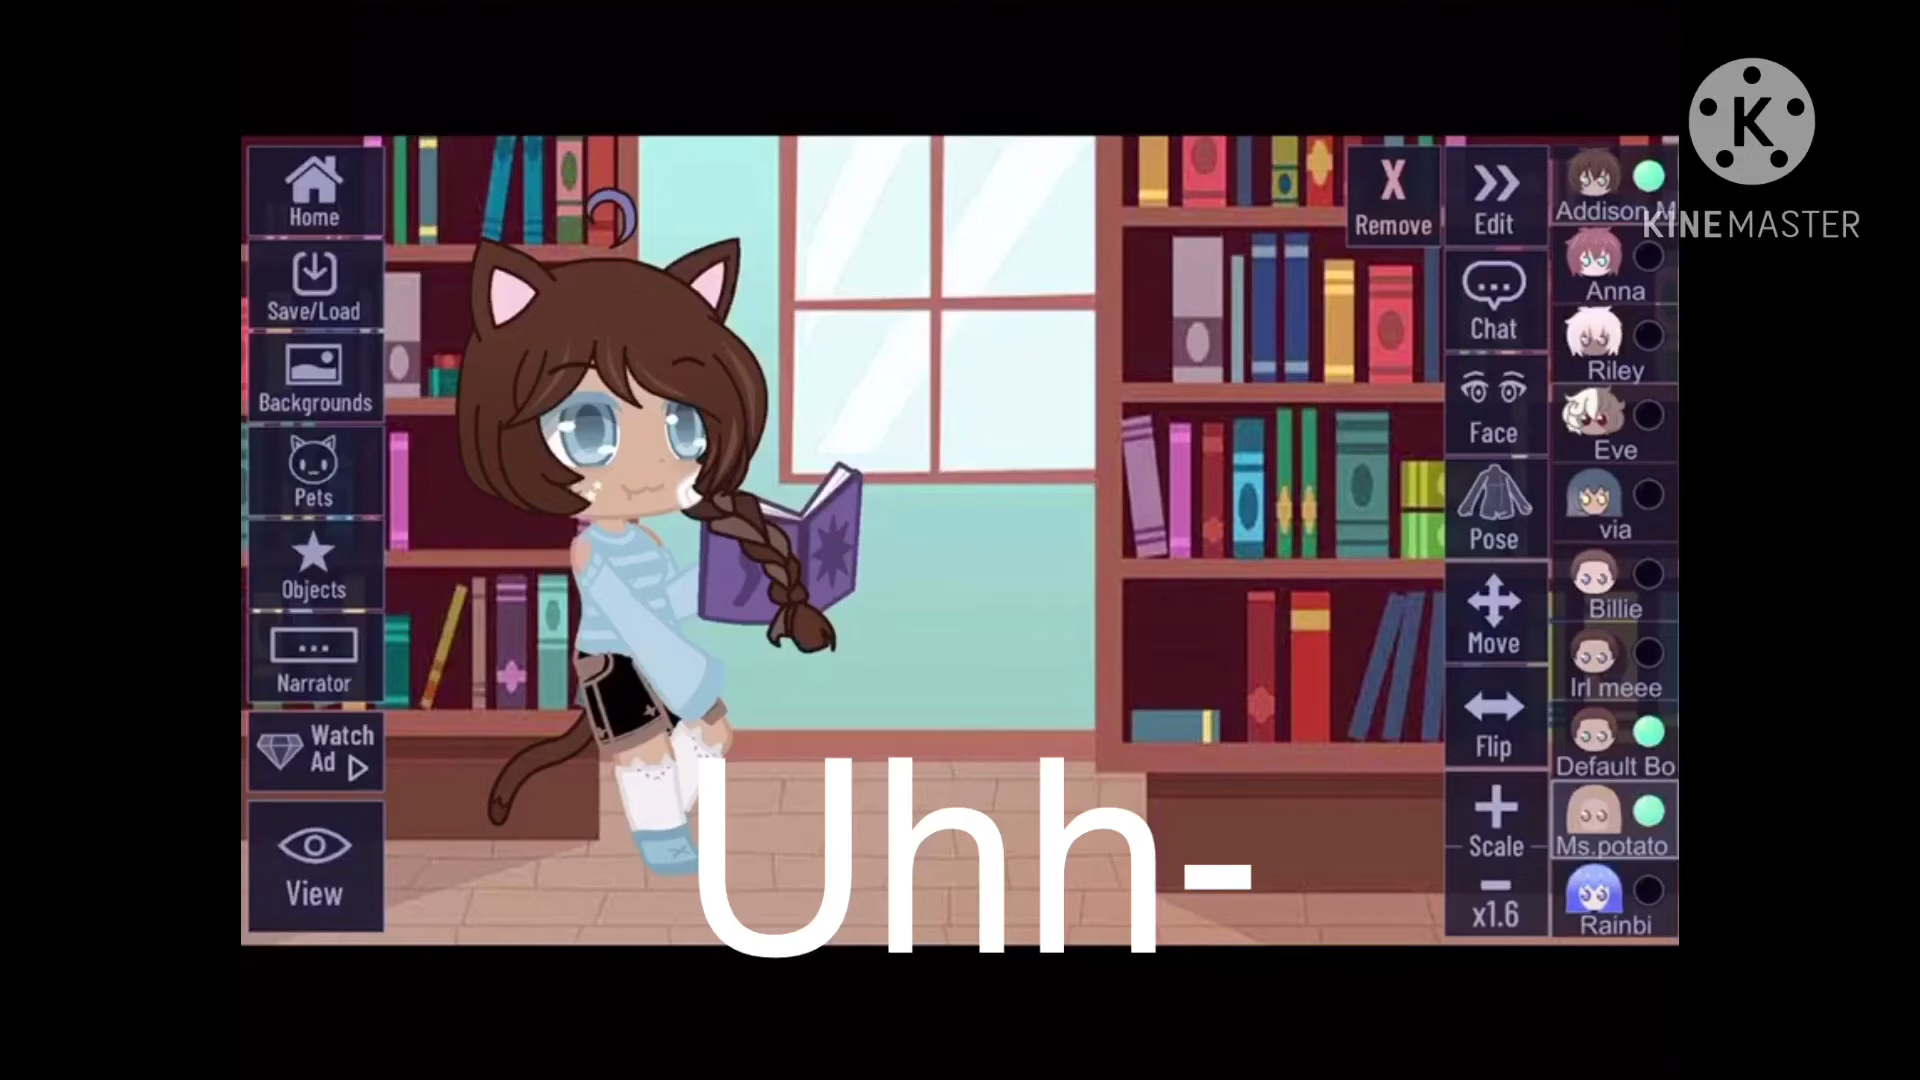 Home
Save/Load
Backgrounds
Pets
Objects
Narrator
Watch
Ad
View
X
Remove
Edit
Chat
Face
Pose
Move
Flip
Scale
x1.6
Addison M
Anna
Riley
Eve
via
Billie
Irl meee
Default Bo
Ms.potato
Rainbi
K
KINEMASTER
Uhh-